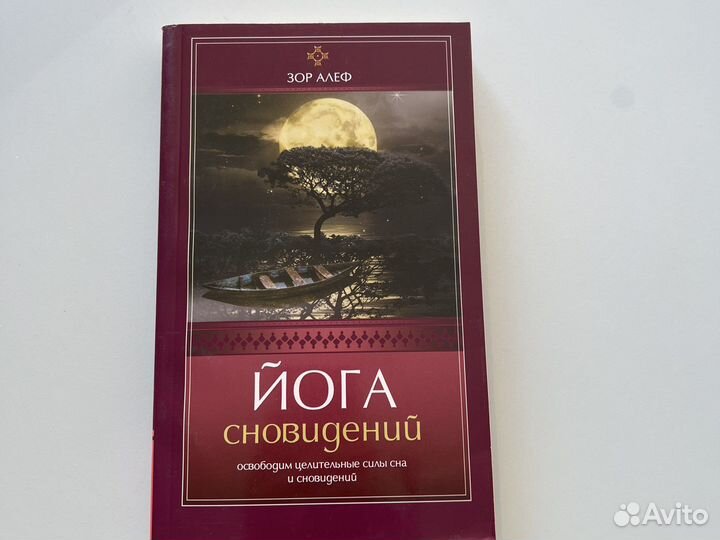 ЗОР АЛЕФ
ЙОГА
сновидений
освободим целительные силы сна
и сновидений
Avito